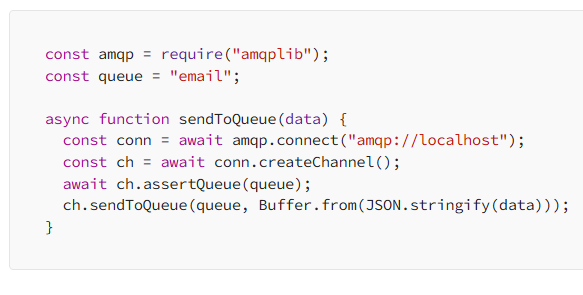 const amqp = require("amqplib");
const queue = "email";
async function sendToQueue(data) {
const conn = await amqp.connect("amqp://localhost");
const ch = await conn.createChannel();
await ch.assertQueue(queue);
ch.sendToQueue(queue, Buffer.from(JSON.stringify(data)));
}